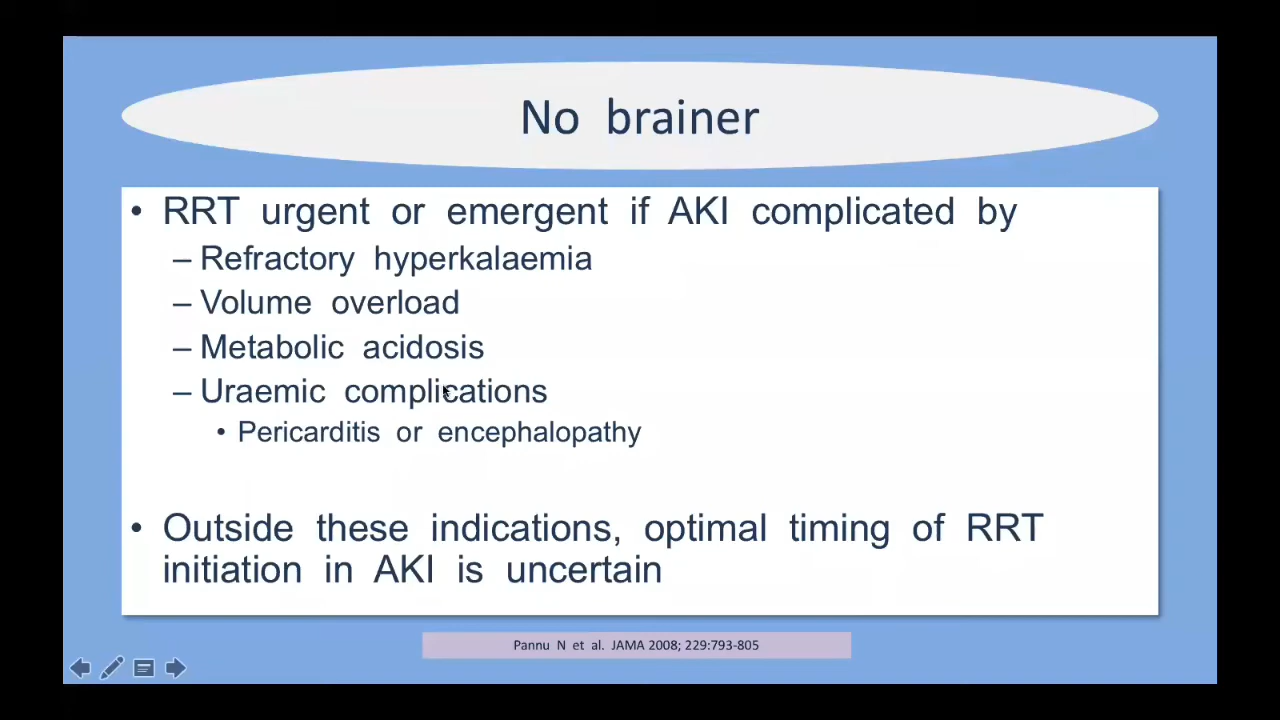 No brainer
• RRT urgent or emergent if AKI complicated by
– Refractory hyperkalaemia
– Volume overload
– Metabolic acidosis
– Uraemic complications
• Pericarditis or encephalopathy
• Outside these indications, optimal timing of RRT
initiation in AKI is uncertain
Pannu N et al. JAMA 2008; 229:793-805